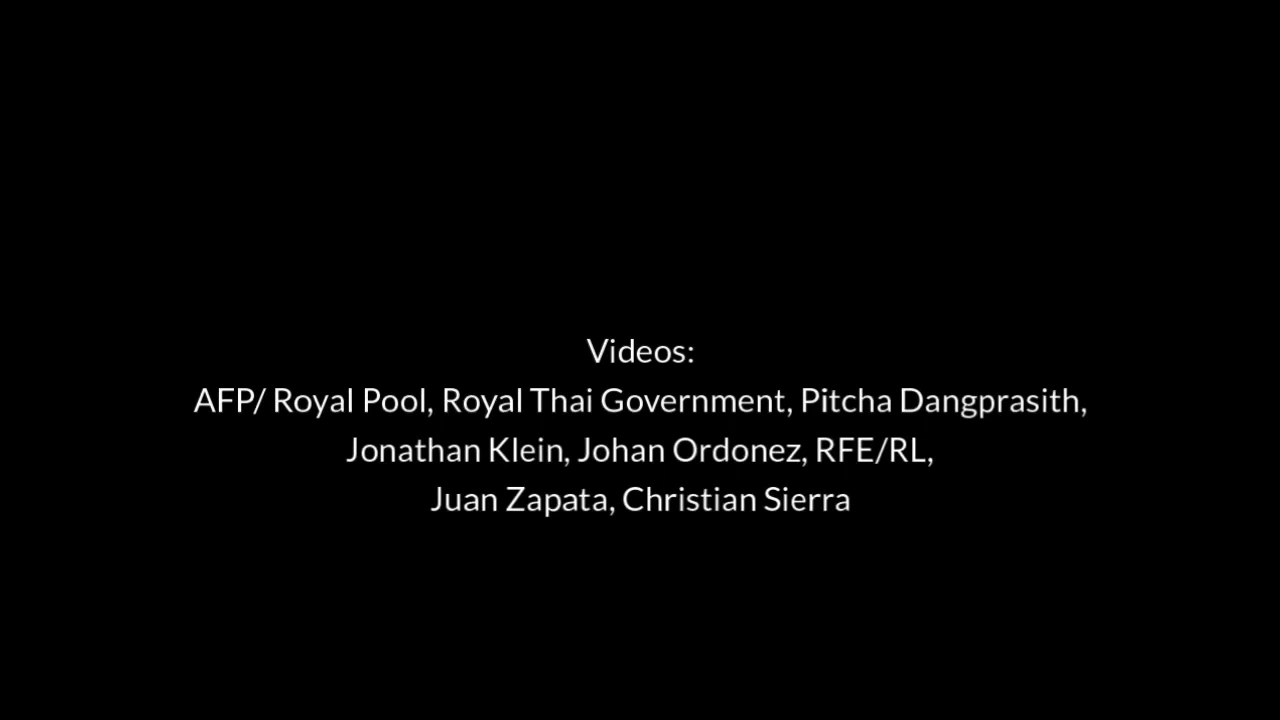 Videos:
AFP/ Royal Pool, Royal Thai Government, Pitcha Dangprasith,
Jonathan Klein, Johan Ordonez, RFE/RL,
Juan Zapata, Christian Sierra